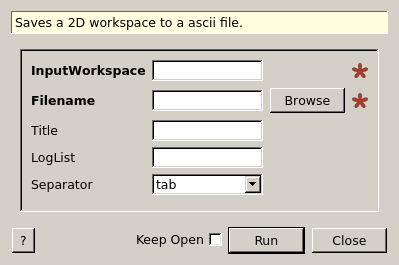 Saves a 2D workspace to a ascii file.
InputWorkspace
Filename Browse
Title
LogList
Separator tab
? Keep Open Run Close